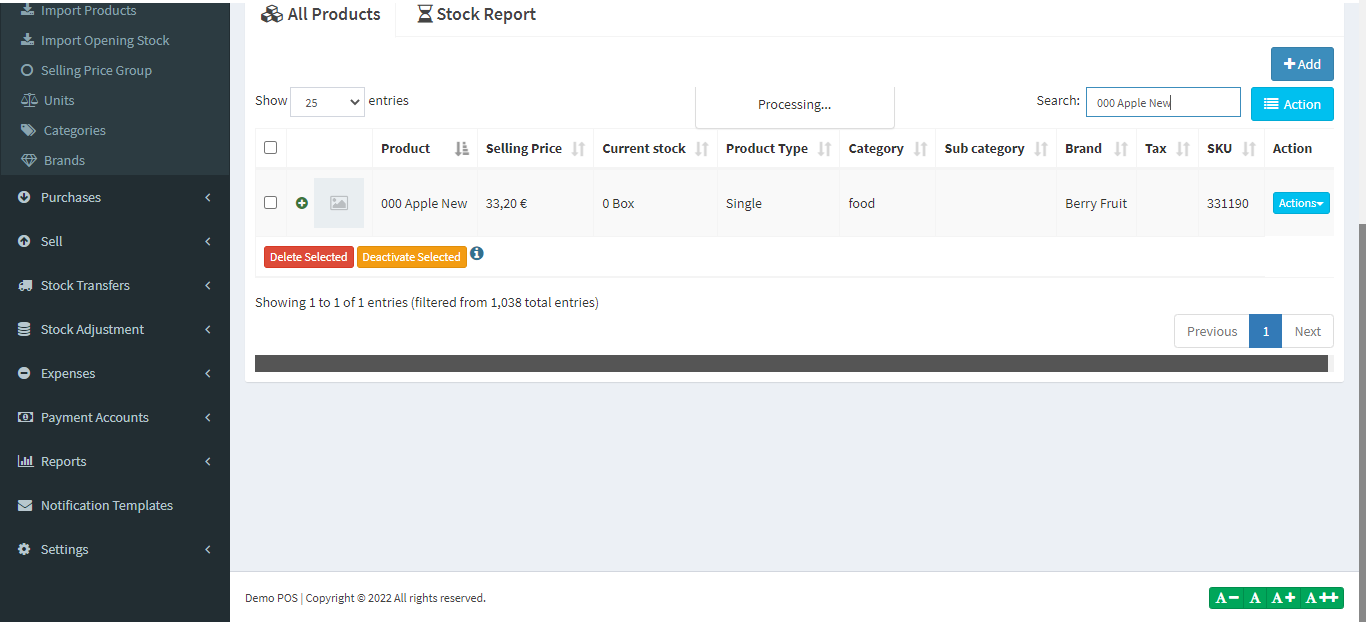 Import Products
Import Opening Stock
Selling Price Group
Units
Categories
Brands
Purchases
Sell
Stock Transfers
Stock Adjustment
Expenses
Payment Accounts
Reports
Notification Templates
Settings
All Products Stock Report
Add
Show 25 entries
Processing...
Search: 000 Apple New
Action
Product Selling Price Current stock Product Type Category Sub category Brand Tax SKU Action
000 Apple New 33,20 € 0 Box Single food Berry Fruit 331190 Actions
Delete Selected Deactivate Selected
Showing 1 to 1 of 1 entries (filtered from 1,038 total entries)
Previous 1 Next
Demo POS | Copyright © 2022 All rights reserved.
A- A A+ A++